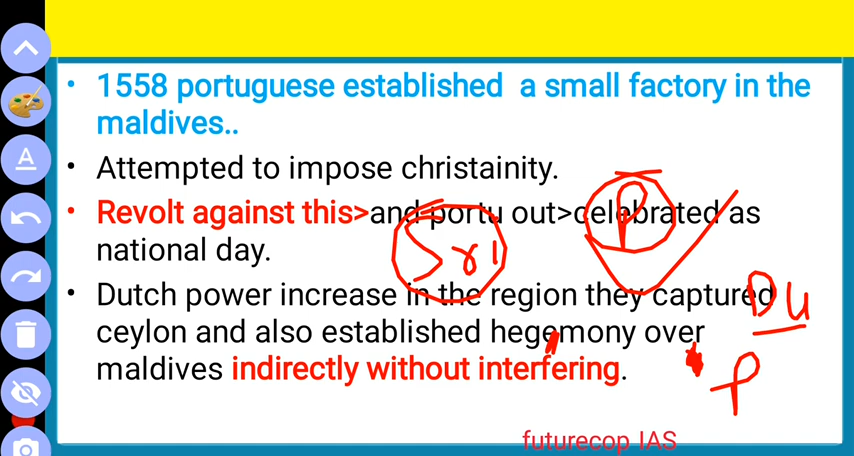 • 1558 portuguese established a small factory in the
maldives..
• Attempted to impose christainity.
• Revolt against this>and portu out>celebrated as
national day.
Sri
P
• Dutch power increase in the region they captured
ceylon and also established hegemony over
maldives indirectly without interfering.
Du
P
futurecop IAS
A